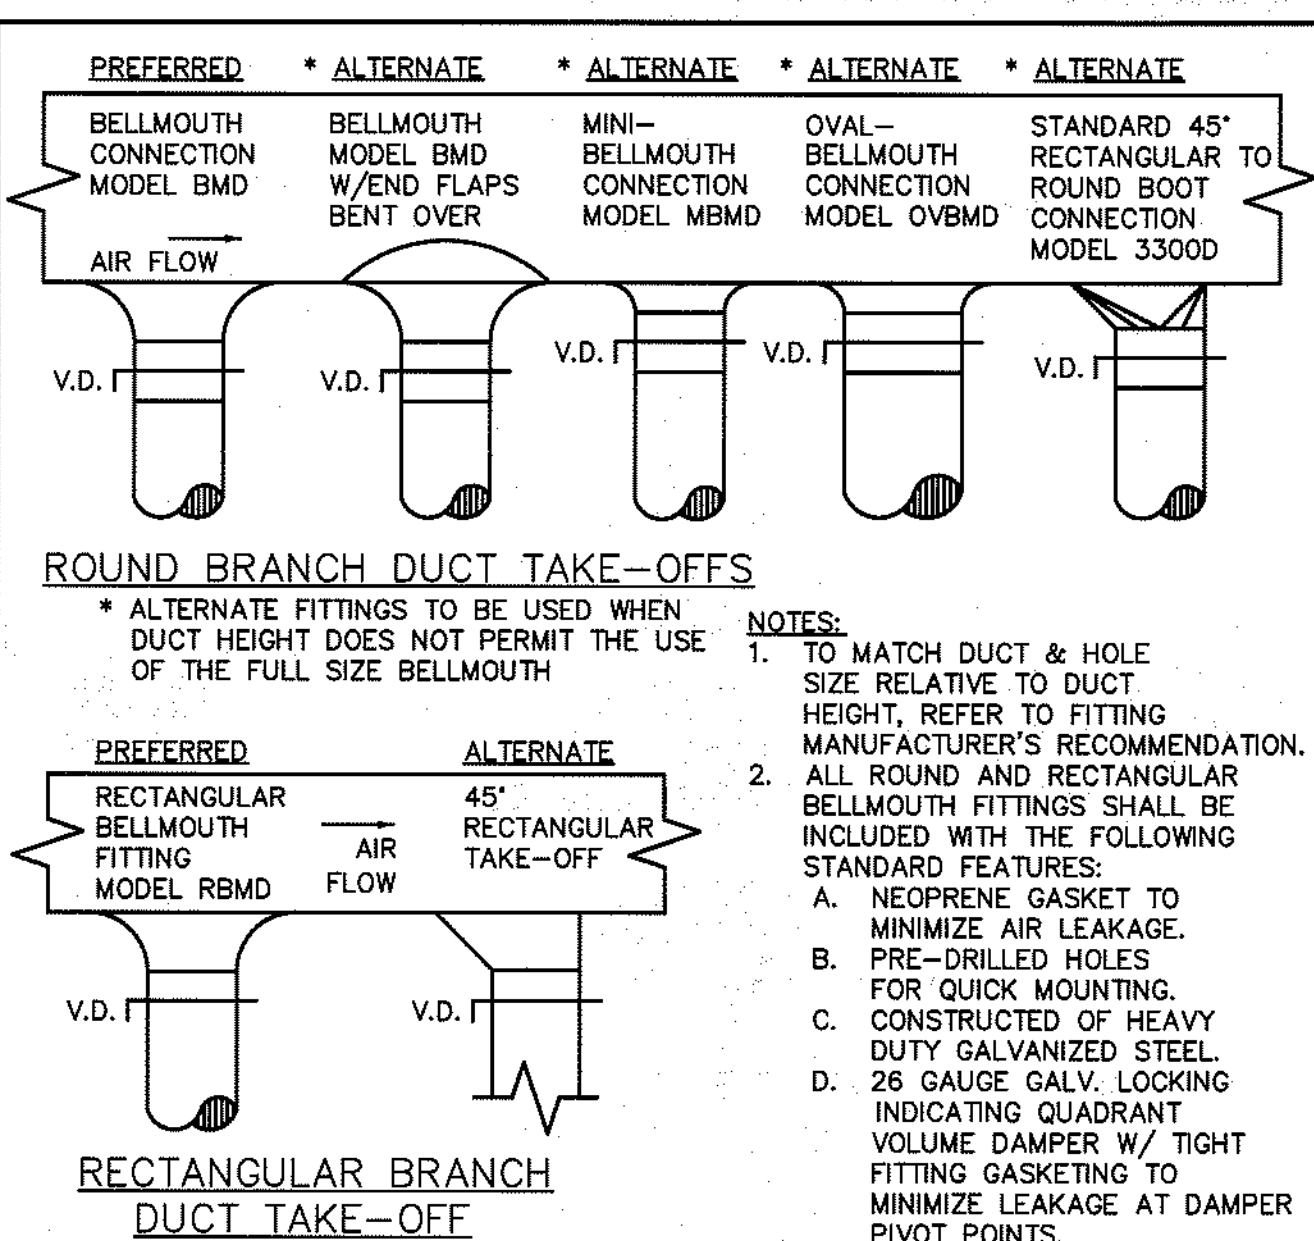 PREFERRED
BELLMOUTH
CONNECTION
MODEL BMD
AIR FLOW
* ALTERNATE
BELLMOUTH
MODEL BMD
W/END FLAPS
BENT OVER
* ALTERNATE
MINI-
BELLMOUTH
CONNECTION
MODEL MBMD
* ALTERNATE
OVAL-
BELLMOUTH
CONNECTION
MODEL OVBMD
* ALTERNATE
STANDARD 45°
RECTANGULAR TO
ROUND BOOT
CONNECTION
MODEL 3300D
V.D.
V.D.
V.D.
V.D.
V.D.
ROUND BRANCH DUCT TAKE-OFFS
* ALTERNATE FITTINGS TO BE USED WHEN
DUCT HEIGHT DOES NOT PERMIT THE USE
OF THE FULL SIZE BELLMOUTH
PREFERRED
RECTANGULAR
BELLMOUTH
FITTING
MODEL RBMD
AIR
FLOW
ALTERNATE
45°
RECTANGULAR
TAKE-OFF
V.D.
V.D.
RECTANGULAR BRANCH
DUCT TAKE-OFF
NOTES:
1. TO MATCH DUCT & HOLE
SIZE RELATIVE TO DUCT
HEIGHT, REFER TO FITTING
MANUFACTURER'S RECOMMENDATION.
2. ALL ROUND AND RECTANGULAR
BELLMOUTH FITTINGS SHALL BE
INCLUDED WITH THE FOLLOWING
STANDARD FEATURES:
A. NEOPRENE GASKET TO
MINIMIZE AIR LEAKAGE.
B. PRE-DRILLED HOLES
FOR QUICK MOUNTING.
C. CONSTRUCTED OF HEAVY
DUTY GALVANIZED STEEL.
D. 26 GAUGE GALV. LOCKING
INDICATING QUADRANT
VOLUME DAMPER W/ TIGHT
FITTING GASKETING TO
MINIMIZE LEAKAGE AT DAMPER
PIVOT POINTS.